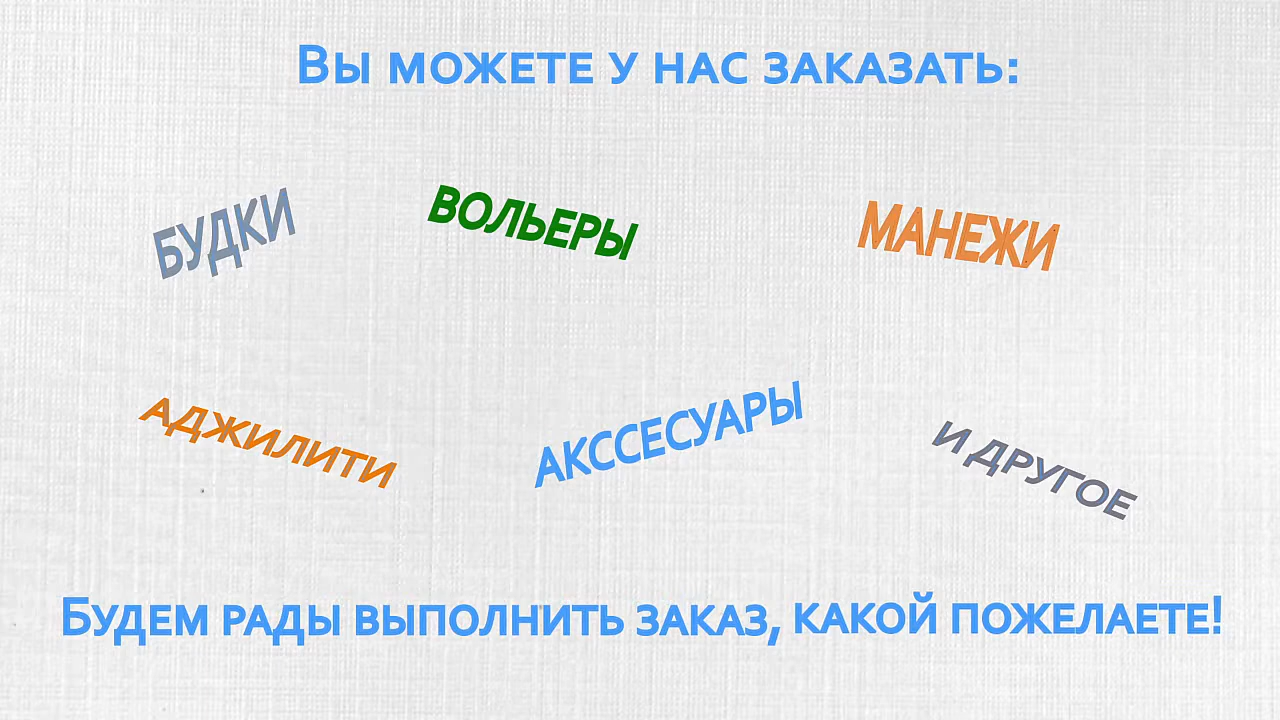 Вы можете у нас заказать:
БУДКИ
ВОЛЬЕРЫ
МАНЕЖИ
АДЖИЛИТИ
АКССЕСУАРЫ
И ДРУГОЕ
Будем рады выполнить заказ, какой пожелаете!